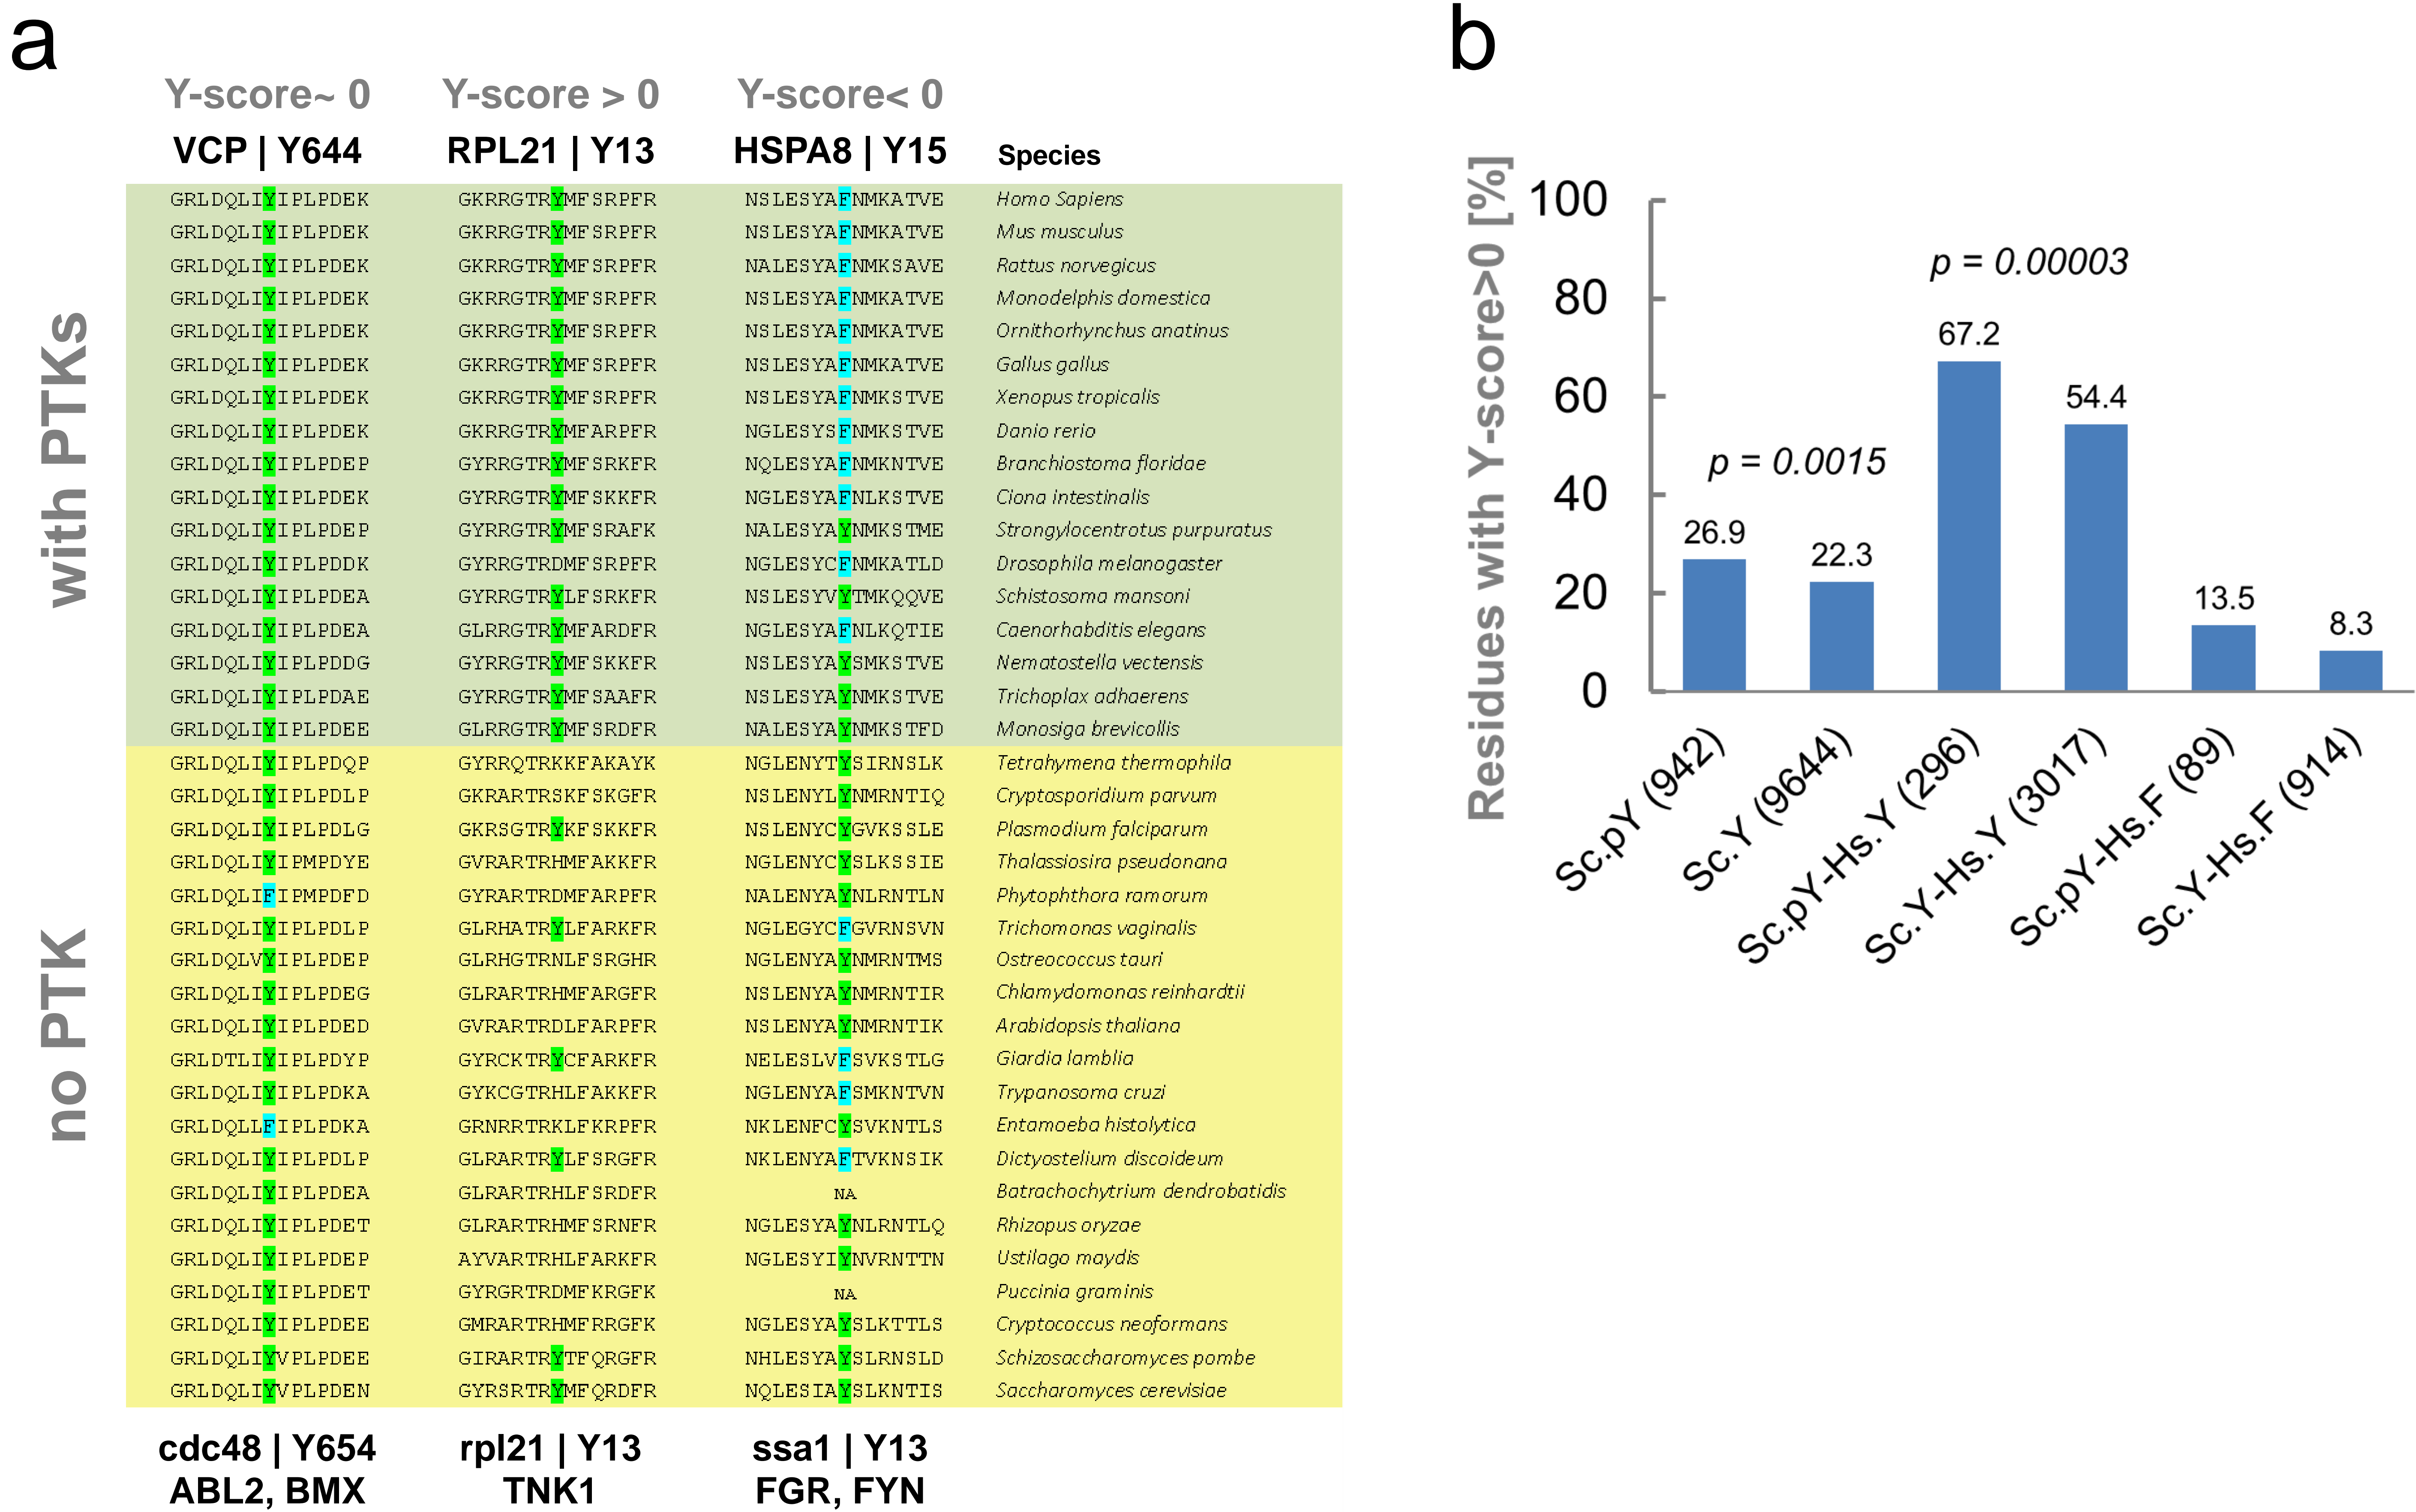 a
Y-score~ 0 Y-score > 0 Y-score< 0
VCP | Y644 RPL21 | Y13 HSPA8 | Y15 Species
with PTKs
GRLDQLIYIPLPDEK GKRRGTRYMFSRPFR NSLESYAFNMKATVE Homo Sapiens
GRLDQLIYIPLPDEK GKRRGTRYMFSRPFR NSLESYAFNMKATVE Mus musculus
GRLDQLIYIPLPDEK GKRRGTRYMFSRPFR NALESYAFNMKSAVE Rattus norvegicus
GRLDQLIYIPLPDEK GKRRGTRYMFSRPFR NSLESYAFNMKATVE Monodelphis domestica
GRLDQLIYIPLPDEK GKRRGTRYMFSRPFR NSLESYAFNMKATVE Ornithorhynchus anatinus
GRLDQLIYIPLPDEK GKRRGTRYMFSRPFR NSLESYAFNMKATVE Gallus gallus
GRLDQLIYIPLPDEK GKRRGTRYMFSRPFR NSLESYAFNMKSTVE Xenopus tropicalis
GRLDQLIYIPLPDEK GKRRGTRYMFARPFR NGLESYSFNMKSTVE Danio rerio
GRLDQLIYIPLPDEP GYRRGTRYMFSRKFR NQLESYAFNMKNTVE Branchiostoma floridae
GRLDQLIYIPLPDEK GYRRGTRYMFSKKFR NGLESYAFNLKSTVE Ciona intestinalis
GRLDQLIYIPLPDEP GYRRGTRYMFSRAFK NALESYAYNMKSTME Strongylocentrotus purpuratus
GRLDQLIYIPLPDDK GYRRGTRDMFSRPFR NGLESYCFNMKATLD Drosophila melanogaster
GRLDQLIYIPLPDEA GYRRGTRYLFSRKFR NSLESYVYTMKQQVE Schistosoma mansoni
GRLDQLIYIPLPDEA GLRRGTRYMFARDFR NGLESYAFNLKQTIE Caenorhabditis elegans
GRLDQLIYIPLPDDG GYRRGTRYMFSKKFR NSLESYAYSMKSTVE Nematostella vectensis
GRLDQLIYIPLPDAE GYRRGTRYMFSAAFR NSLESYAYNMKSTVE Trichoplax adhaerens
GRLDQLIYIPLPDEE GLRRGTRYMFSRDFR NALESYAYNMKSTFD Monosiga brevicollis
no PTK
GRLDQLIYIPLPDQP GYRRQTRKKFAKAYK NGLENYTYSIRNSLK Tetrahymena thermophila
GRLDQLIYIPLPDLP GKRARTRSKFSKGFR NSLENYLYNMRNTIQ Cryptosporidium parvum
GRLDQLIYIPLPDLG GKRSGTRYKFSKKFR NSLENYCYGVKSSLE Plasmodium falciparum
GRLDQLIYIPMPDYE GVRARTRHMFAKKFR NGLENYCYSLKSSIE Thalassiosira pseudonana
GRLDQLIFIPMPDFD GYRARTRDMFARPFR NALENYAYNLRNTLN Phytophthora ramorum
GRLDQLIYIPLPDLP GLRHATRYLFARKFR NGLEGYCFGVRNSVN Trichomonas vaginalis
GRLDQLVYIPLPDEP GLRHGTRNLFSRGHR NGLENYAYNMRNTMS Ostreococcus tauri
GRLDQLIYIPLPDEG GLRARTRHMFARGFR NSLENYAYNMRNTIR Chlamydomonas reinhardtii
GRLDQLIYIPLPDED GVRARTRDLFARPFR NSLENYAYNMRNTIK Arabidopsis thaliana
GRLDTLIYIPLPDYP GYRCKTRYCFARKFR NELESLVFSVKSTLG Giardia lamblia
GRLDQLIYIPLPDKA GYKCGTRHLFAKKFR NGLENYAFSMKNTVN Trypanosoma cruzi
GRLDQLLFIPLPDKA GRNRRTRKLFKRPFR NKLENFCYSVKNTLS Entamoeba histolytica
GRLDQLIYIPLPDLP GLRARTRYLFSRGFR NKLENYAFTVKNSIK Dictyostelium discoideum
GRLDQLIYIPLPDEA GLRARTRHLFSRDFR NA Batrachochytrium dendrobatidis
GRLDQLIYIPLPDET GLRARTRHMFSRNFR NGLESYAYNLRNTLQ Rhizopus oryzae
GRLDQLIYIPLPDEP AYVARTRHLFARKFR NGLESYIYNVRNTTN Ustilago maydis
GRLDQLIYIPLPDET GYRGRTRDMFKRGFK NA Puccinia graminis
GRLDQLIYIPLPDEE GMRARTRHMFRRGFK NGLESYAYSLKTTLS Cryptococcus neoformans
GRLDQLIYVPLPDEE GIRARTRYTFQRGFR NHLESYAYSLRNSLD Schizosaccharomyces pombe
GRLDQLIYVPLPDEN GYRSRTRYMFQRDFR NQLESIAYSLKNTIS Saccharomyces cerevisiae
cdc48 | Y654 rpl21 | Y13 ssa1 | Y13
ABL2, BMX TNK1 FGR, FYN
b
Residues with Y-score>0 [%]
100
80
60
40
20
0
p = 0.0015
p = 0.00003
26.9
22.3
67.2
54.4
13.5
8.3
Sc.pY (942)
Sc.Y (9644)
Sc.pY-Hs.Y (296)
Sc.Y-Hs.Y (3017)
Sc.pY-Hs.F (89)
Sc.Y-Hs.F (914)